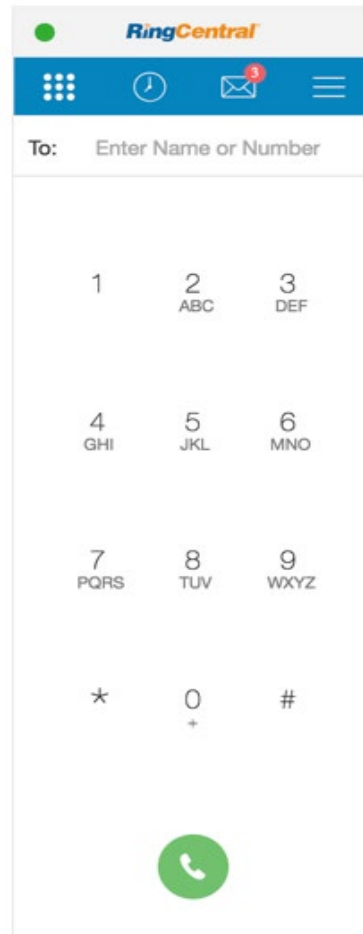 RingCentral
3
To: Enter Name or Number
1 2 3
ABC DEF
4 5 6
GHI JKL MNO
7 8 9
PQRS TUV WXYZ
* 0 #
+